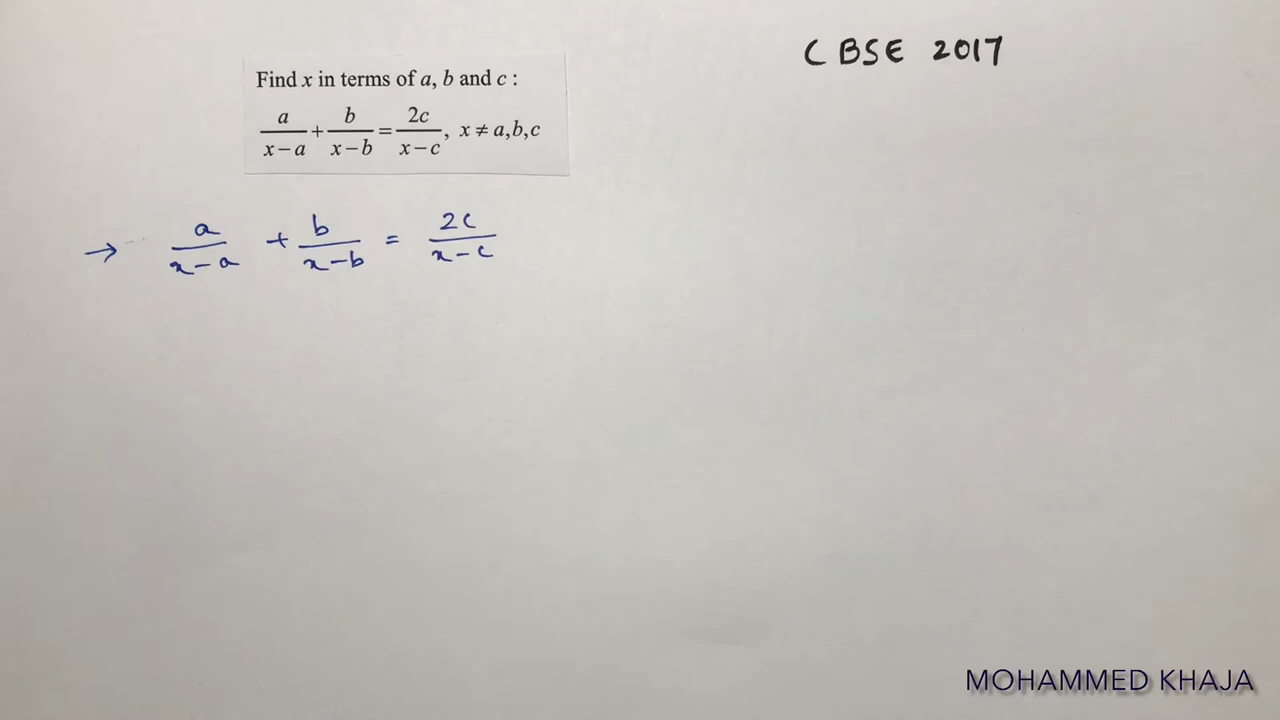 CBSE 2017
Find x in terms of a, b and c :
a/(x−a) + b/(x−b) = 2c/(x−c), x ≠ a,b,c
→ a/(x−a) + b/(x−b) = 2c/(x−c)
MOHAMMED KHAJA